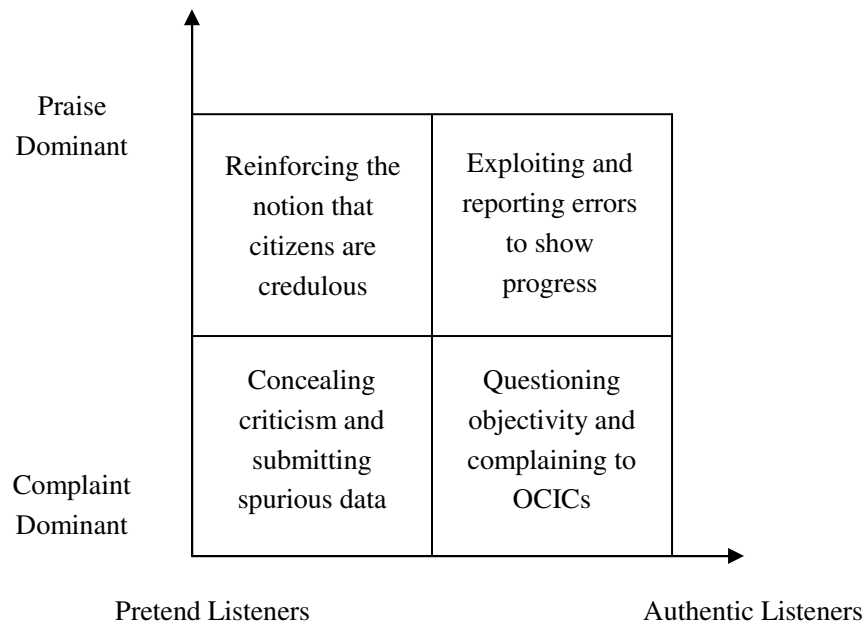 Praise
Dominant
Reinforcing the
notion that
citizens are
credulous
Exploiting and
reporting errors
to show
progress
Concealing
criticism and
submitting
spurious data
Questioning
objectivity and
complaining to
OCICs
Complaint
Dominant
Pretend Listeners
Authentic Listeners